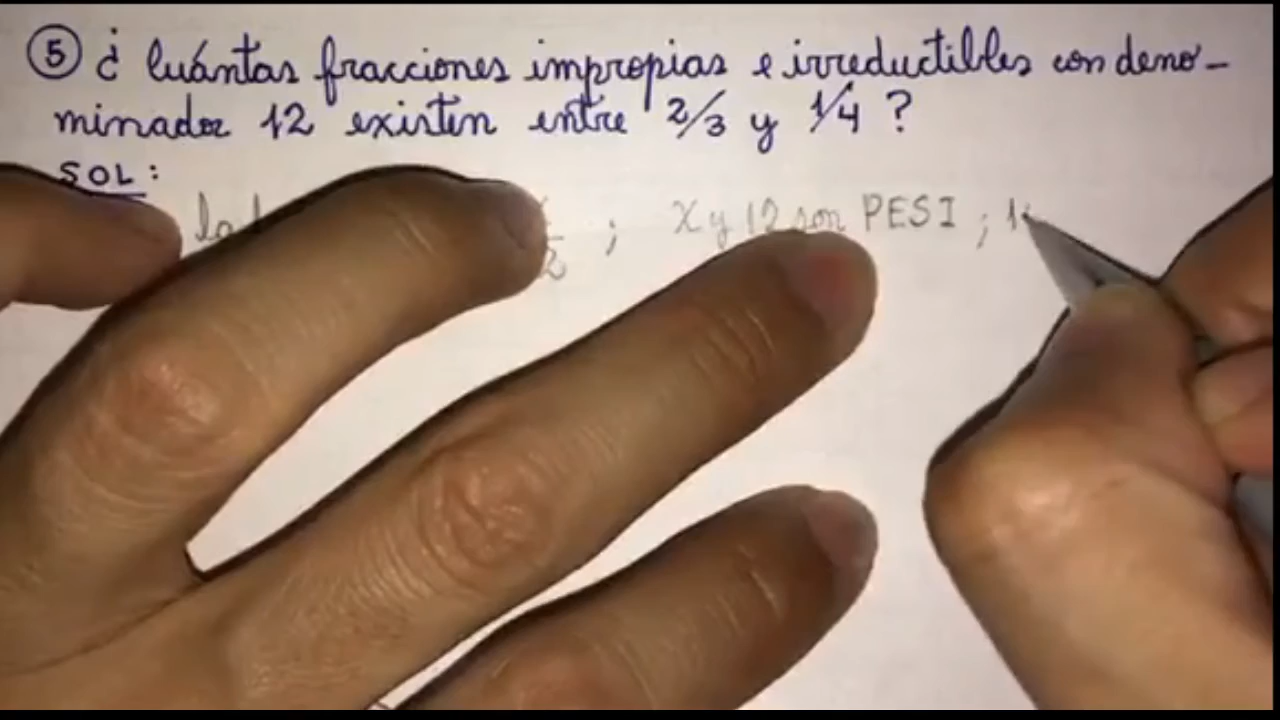 5 ¿ Cuántas fracciones impropias e irreductibles con deno-
minador 12 existen entre 2/3 y 1/4 ?
SOL :
; X y 12 son PESI ;